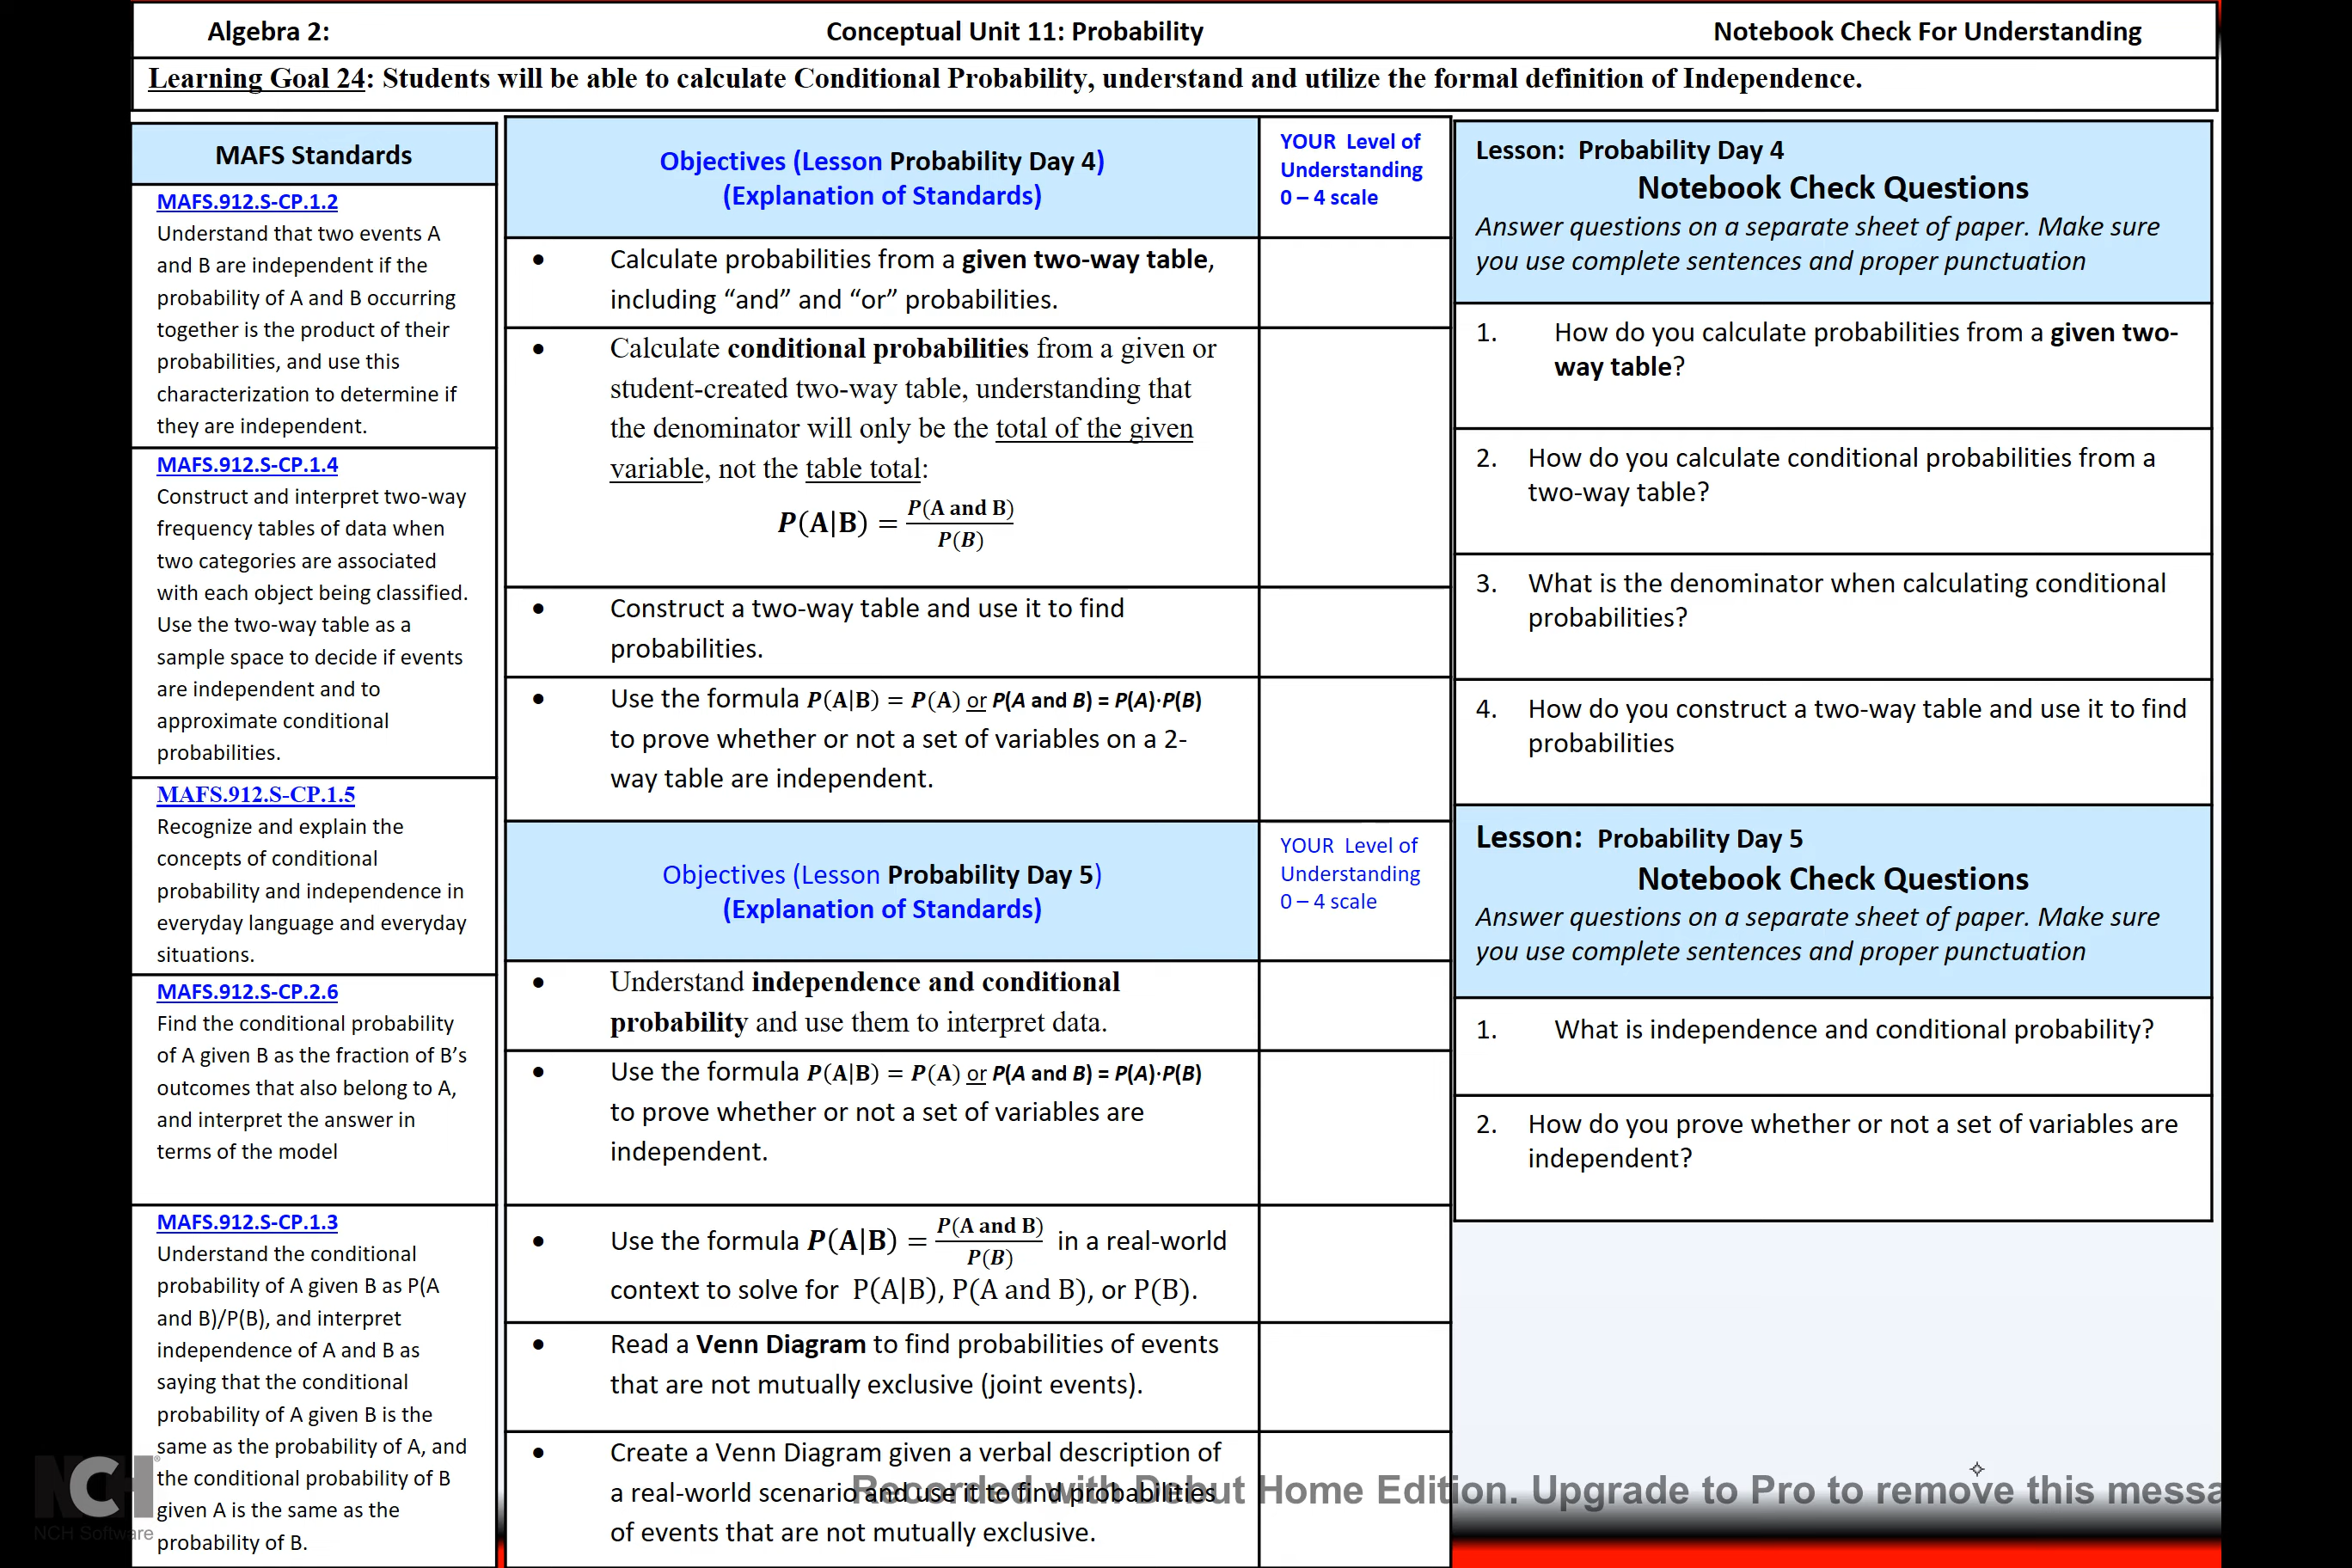 Algebra 2:
Conceptual Unit 11: Probability
Notebook Check For Understanding
Learning Goal 24: Students will be able to calculate Conditional Probability, understand and utilize the formal definition of Independence.
MAFS Standards
MAFS.912.S-CP.1.2
Understand that two events A
and B are independent if the
probability of A and B occurring
together is the product of their
probabilities, and use this
characterization to determine if
they are independent.
MAFS.912.S-CP.1.4
Construct and interpret two-way
frequency tables of data when
two categories are associated
with each object being classified.
Use the two-way table as a
sample space to decide if events
are independent and to
approximate conditional
probabilities.
MAFS.912.S-CP.1.5
Recognize and explain the
concepts of conditional
probability and independence in
everyday language and everyday
situations.
MAFS.912.S-CP.2.6
Find the conditional probability
of A given B as the fraction of B’s
outcomes that also belong to A,
and interpret the answer in
terms of the model
MAFS.912.S-CP.1.3
Understand the conditional
probability of A given B as P(A
and B)/P(B), and interpret
independence of A and B as
saying that the conditional
probability of A given B is the
same as the probability of A, and
the conditional probability of B
given A is the same as the
probability of B.
Objectives (Lesson Probability Day 4)
(Explanation of Standards)
YOUR Level of
Understanding
0 – 4 scale
• Calculate probabilities from a given two-way table,
including “and” and “or” probabilities.
• Calculate conditional probabilities from a given or
student-created two-way table, understanding that
the denominator will only be the total of the given
variable, not the table total:
P(A|B) = P(A and B)/P(B)
• Construct a two-way table and use it to find
probabilities.
• Use the formula P(A|B) = P(A) or P(A and B) = P(A)·P(B)
to prove whether or not a set of variables on a 2-
way table are independent.
Objectives (Lesson Probability Day 5)
(Explanation of Standards)
YOUR Level of
Understanding
0 – 4 scale
• Understand independence and conditional
probability and use them to interpret data.
• Use the formula P(A|B) = P(A) or P(A and B) = P(A)·P(B)
to prove whether or not a set of variables are
independent.
• Use the formula P(A|B) = P(A and B)/P(B) in a real-world
context to solve for P(A|B), P(A and B), or P(B).
• Read a Venn Diagram to find probabilities of events
that are not mutually exclusive (joint events).
• Create a Venn Diagram given a verbal description of
a real-world scenario and use it to find probabilities
of events that are not mutually exclusive.
Lesson: Probability Day 4
Notebook Check Questions
Answer questions on a separate sheet of paper. Make sure
you use complete sentences and proper punctuation
1. How do you calculate probabilities from a given two-
way table?
2. How do you calculate conditional probabilities from a
two-way table?
3. What is the denominator when calculating conditional
probabilities?
4. How do you construct a two-way table and use it to find
probabilities
Lesson: Probability Day 5
Notebook Check Questions
Answer questions on a separate sheet of paper. Make sure
you use complete sentences and proper punctuation
1. What is independence and conditional probability?
2. How do you prove whether or not a set of variables are
independent?
NCH®
NCH Software
Recorded with Debut Home Edition. Upgrade to Pro to remove this messa